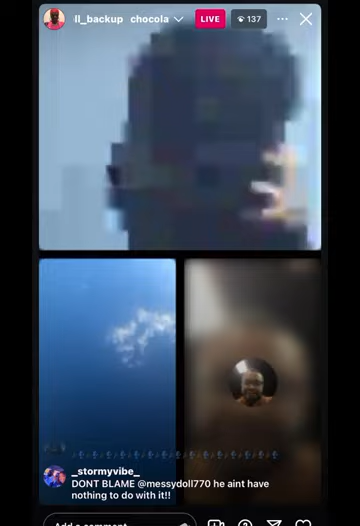 ll_backup chocola LIVE 137
_stormyvibe_
DONT BLAME @messydoll770 he aint have
nothing to do with it!!
Add a comment